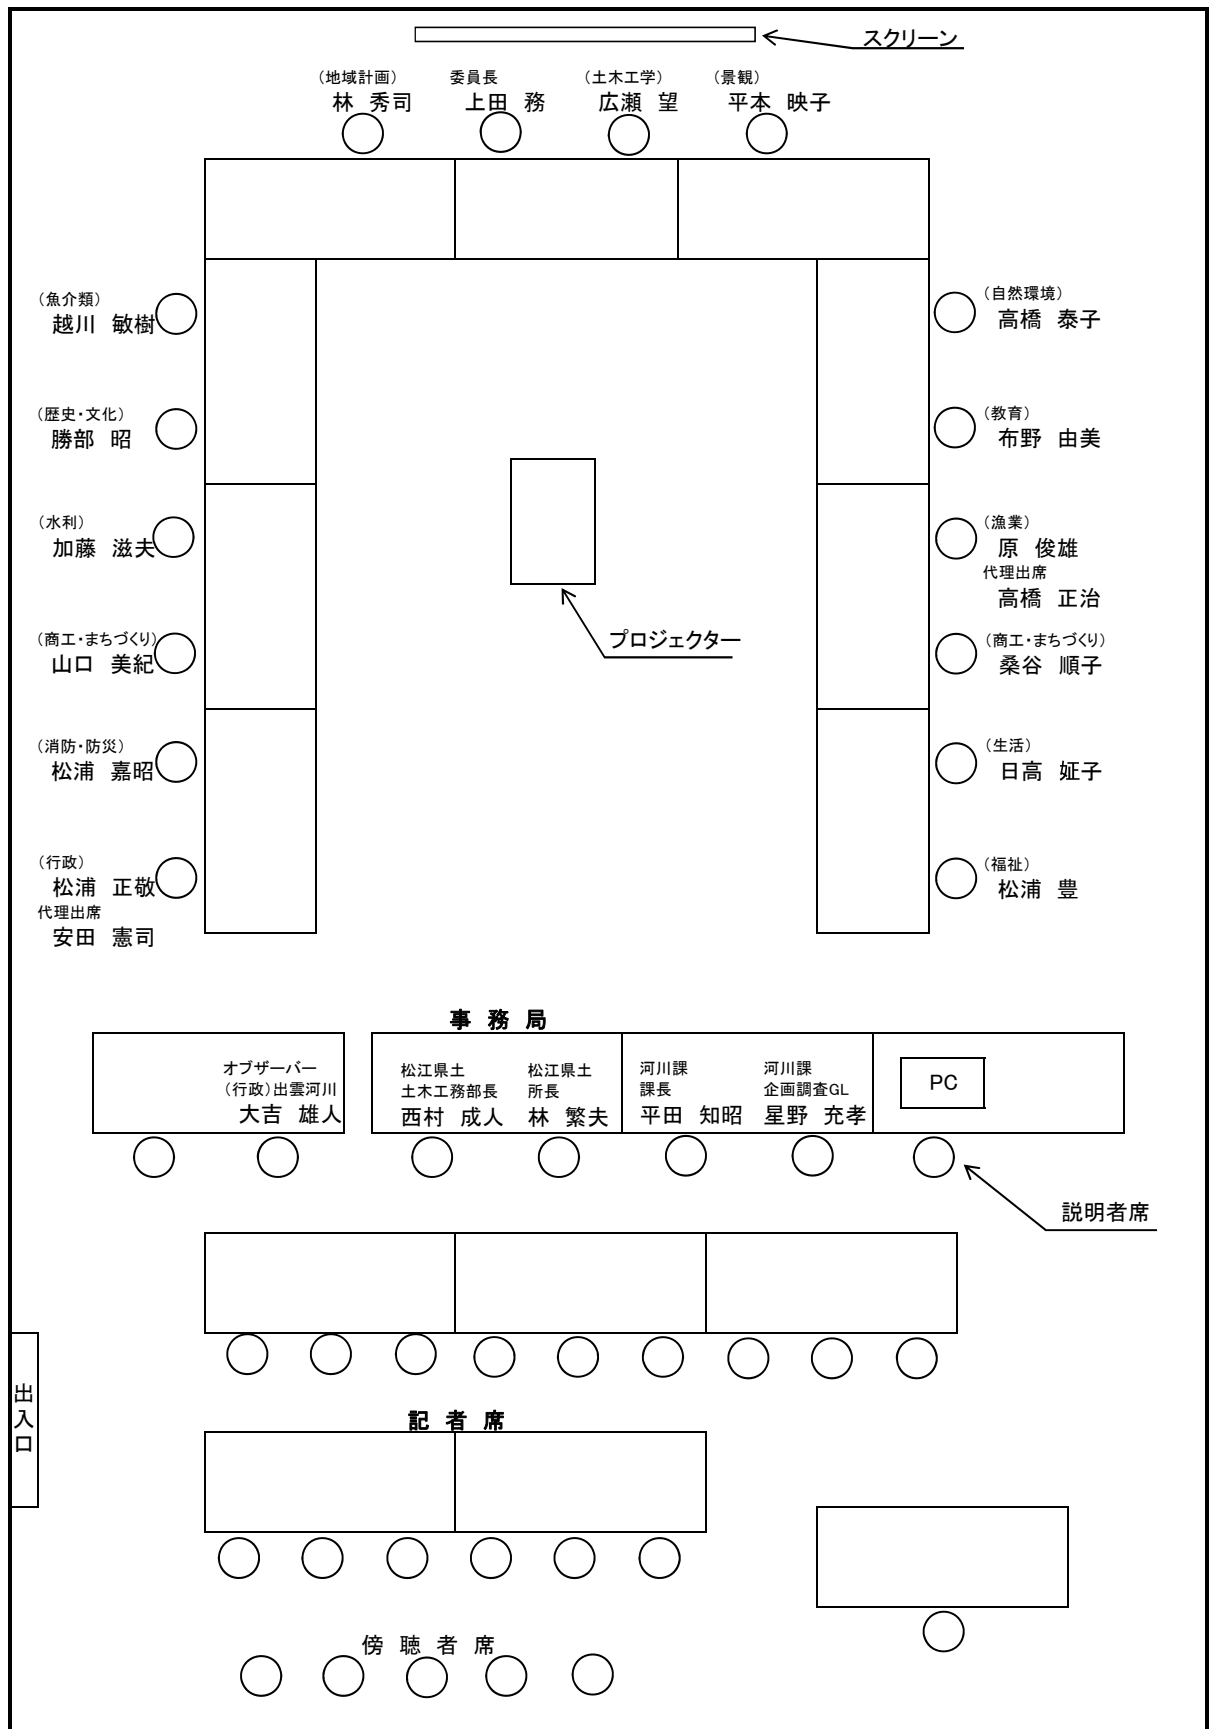 スクリーン
（地域計画）
林　秀司
委員長
上田　務
（土木工学）
広瀬　望
（景観）
平本　映子
（魚介類）
越川　敏樹
（歴史・文化）
勝部　昭
（水利）
加藤　滋夫
（商工・まちづくり）
山口　美紀
（消防・防災）
松浦　嘉昭
（行政）
松浦　正敬
代理出席
安田　憲司
プロジェクター
（自然環境）
高橋　泰子
（教育）
布野　由美
（漁業）
原　俊雄
代理出席
高橋　正治
（商工・まちづくり）
桑谷　順子
（生活）
日高　姃子
（福祉）
松浦　豊
事　務　局
オブザーバー
（行政）出雲河川
大吉　雄人
松江県土
土木工務部長
西村　成人
松江県土
所長
林　繁夫
河川課
課長
平田　知昭
河川課
企画調査GL
星野　充孝
PC
説明者席
出入口
記　者　席
傍　聴　者　席